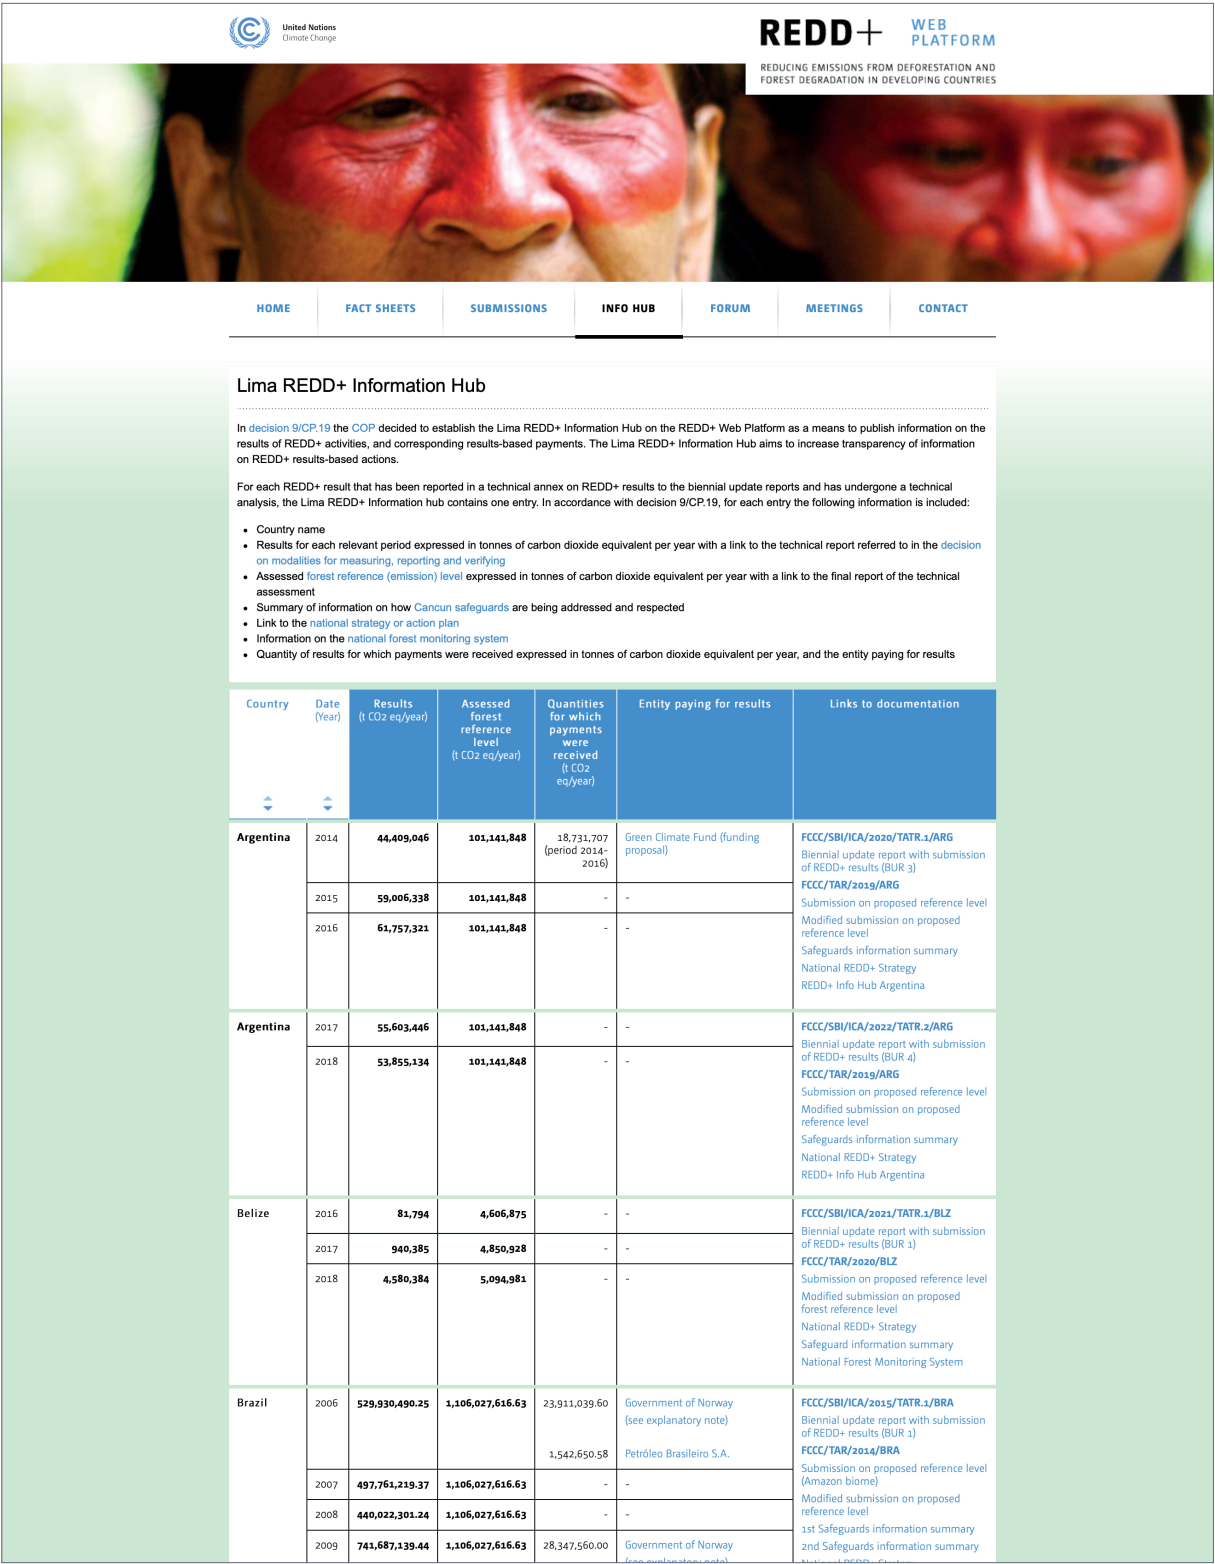 United Nations
Climate Change
REDD+ WEB PLATFORM
REDUCING EMISSIONS FROM DEFORESTATION AND
FOREST DEGRADATION IN DEVELOPING COUNTRIES
HOME FACT SHEETS SUBMISSIONS INFO HUB FORUM MEETINGS CONTACT
Lima REDD+ Information Hub
In decision 9/CP.19 the COP decided to establish the Lima REDD+ Information Hub on the REDD+ Web Platform as a means to publish information on the
results of REDD+ activities, and corresponding results-based payments. The Lima REDD+ Information Hub aims to increase transparency of information
on REDD+ results-based actions.
For each REDD+ result that has been reported in a technical annex on REDD+ results to the biennial update reports and has undergone a technical
analysis, the Lima REDD+ Information hub contains one entry. In accordance with decision 9/CP.19, for each entry the following information is included:
• Country name
• Results for each relevant period expressed in tonnes of carbon dioxide equivalent per year with a link to the technical report referred to in the decision
on modalities for measuring, reporting and verifying
• Assessed forest reference (emission) level expressed in tonnes of carbon dioxide equivalent per year with a link to the final report of the technical
assessment
• Summary of information on how Cancun safeguards are being addressed and respected
• Link to the national strategy or action plan
• Information on the national forest monitoring system
• Quantity of results for which payments were received expressed in tonnes of carbon dioxide equivalent per year, and the entity paying for results
Country
Date
(Year)
Results
(t CO2 eq/year)
Assessed
forest
reference
level
(t CO2 eq/year)
Quantities
for which
payments
were
received
(t CO2
eq/year)
Entity paying for results
Links to documentation
Argentina
2014 44,409,046 101,141,848 18,731,707
(period 2014-
2016)
Green Climate Fund (funding
proposal)
2015 59,006,338 101,141,848 - -
2016 61,757,321 101,141,848 - -
FCCC/SBI/ICA/2020/TATR.1/ARG
Biennial update report with submission
of REDD+ results (BUR 3)
FCCC/TAR/2019/ARG
Submission on proposed reference level
Modified submission on proposed
reference level
Safeguards information summary
National REDD+ Strategy
REDD+ Info Hub Argentina
Argentina
2017 55,603,446 101,141,848 - -
2018 53,855,134 101,141,848 - -
FCCC/SBI/ICA/2022/TATR.2/ARG
Biennial update report with submission
of REDD+ results (BUR 4)
FCCC/TAR/2019/ARG
Submission on proposed reference level
Modified submission on proposed
reference level
Safeguards information summary
National REDD+ Strategy
REDD+ Info Hub Argentina
Belize
2016 81,794 4,606,875 - -
2017 940,385 4,850,928 - -
2018 4,580,384 5,094,981 - -
FCCC/SBI/ICA/2021/TATR.1/BLZ
Biennial update report with submission
of REDD+ results (BUR 1)
FCCC/TAR/2020/BLZ
Submission on proposed reference level
Modified submission on proposed
forest reference level
National REDD+ Strategy
Safeguard information summary
National Forest Monitoring System
Brazil
2006 529,930,490.25 1,106,027,616.63 23,911,039.60 Government of Norway
(see explanatory note)
1,542,650.58 Petróleo Brasileiro S.A.
2007 497,761,219.37 1,106,027,616.63 - -
2008 440,022,301.24 1,106,027,616.63 - -
2009 741,687,139.44 1,106,027,616.63 28,347,560.00 Government of Norway
(see explanatory note)
FCCC/SBI/ICA/2015/TATR.1/BRA
Biennial update report with submission
of REDD+ results (BUR 1)
FCCC/TAR/2014/BRA
Submission on proposed reference level
(Amazon biome)
Modified submission on proposed
reference level
1st Safeguards information summary
2nd Safeguards information summary
National REDD+ Strategy